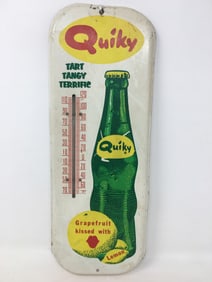 Quiky
TART
TANGY
TERRIFIC
Quiky
Grapefruit
kissed with
Lemon